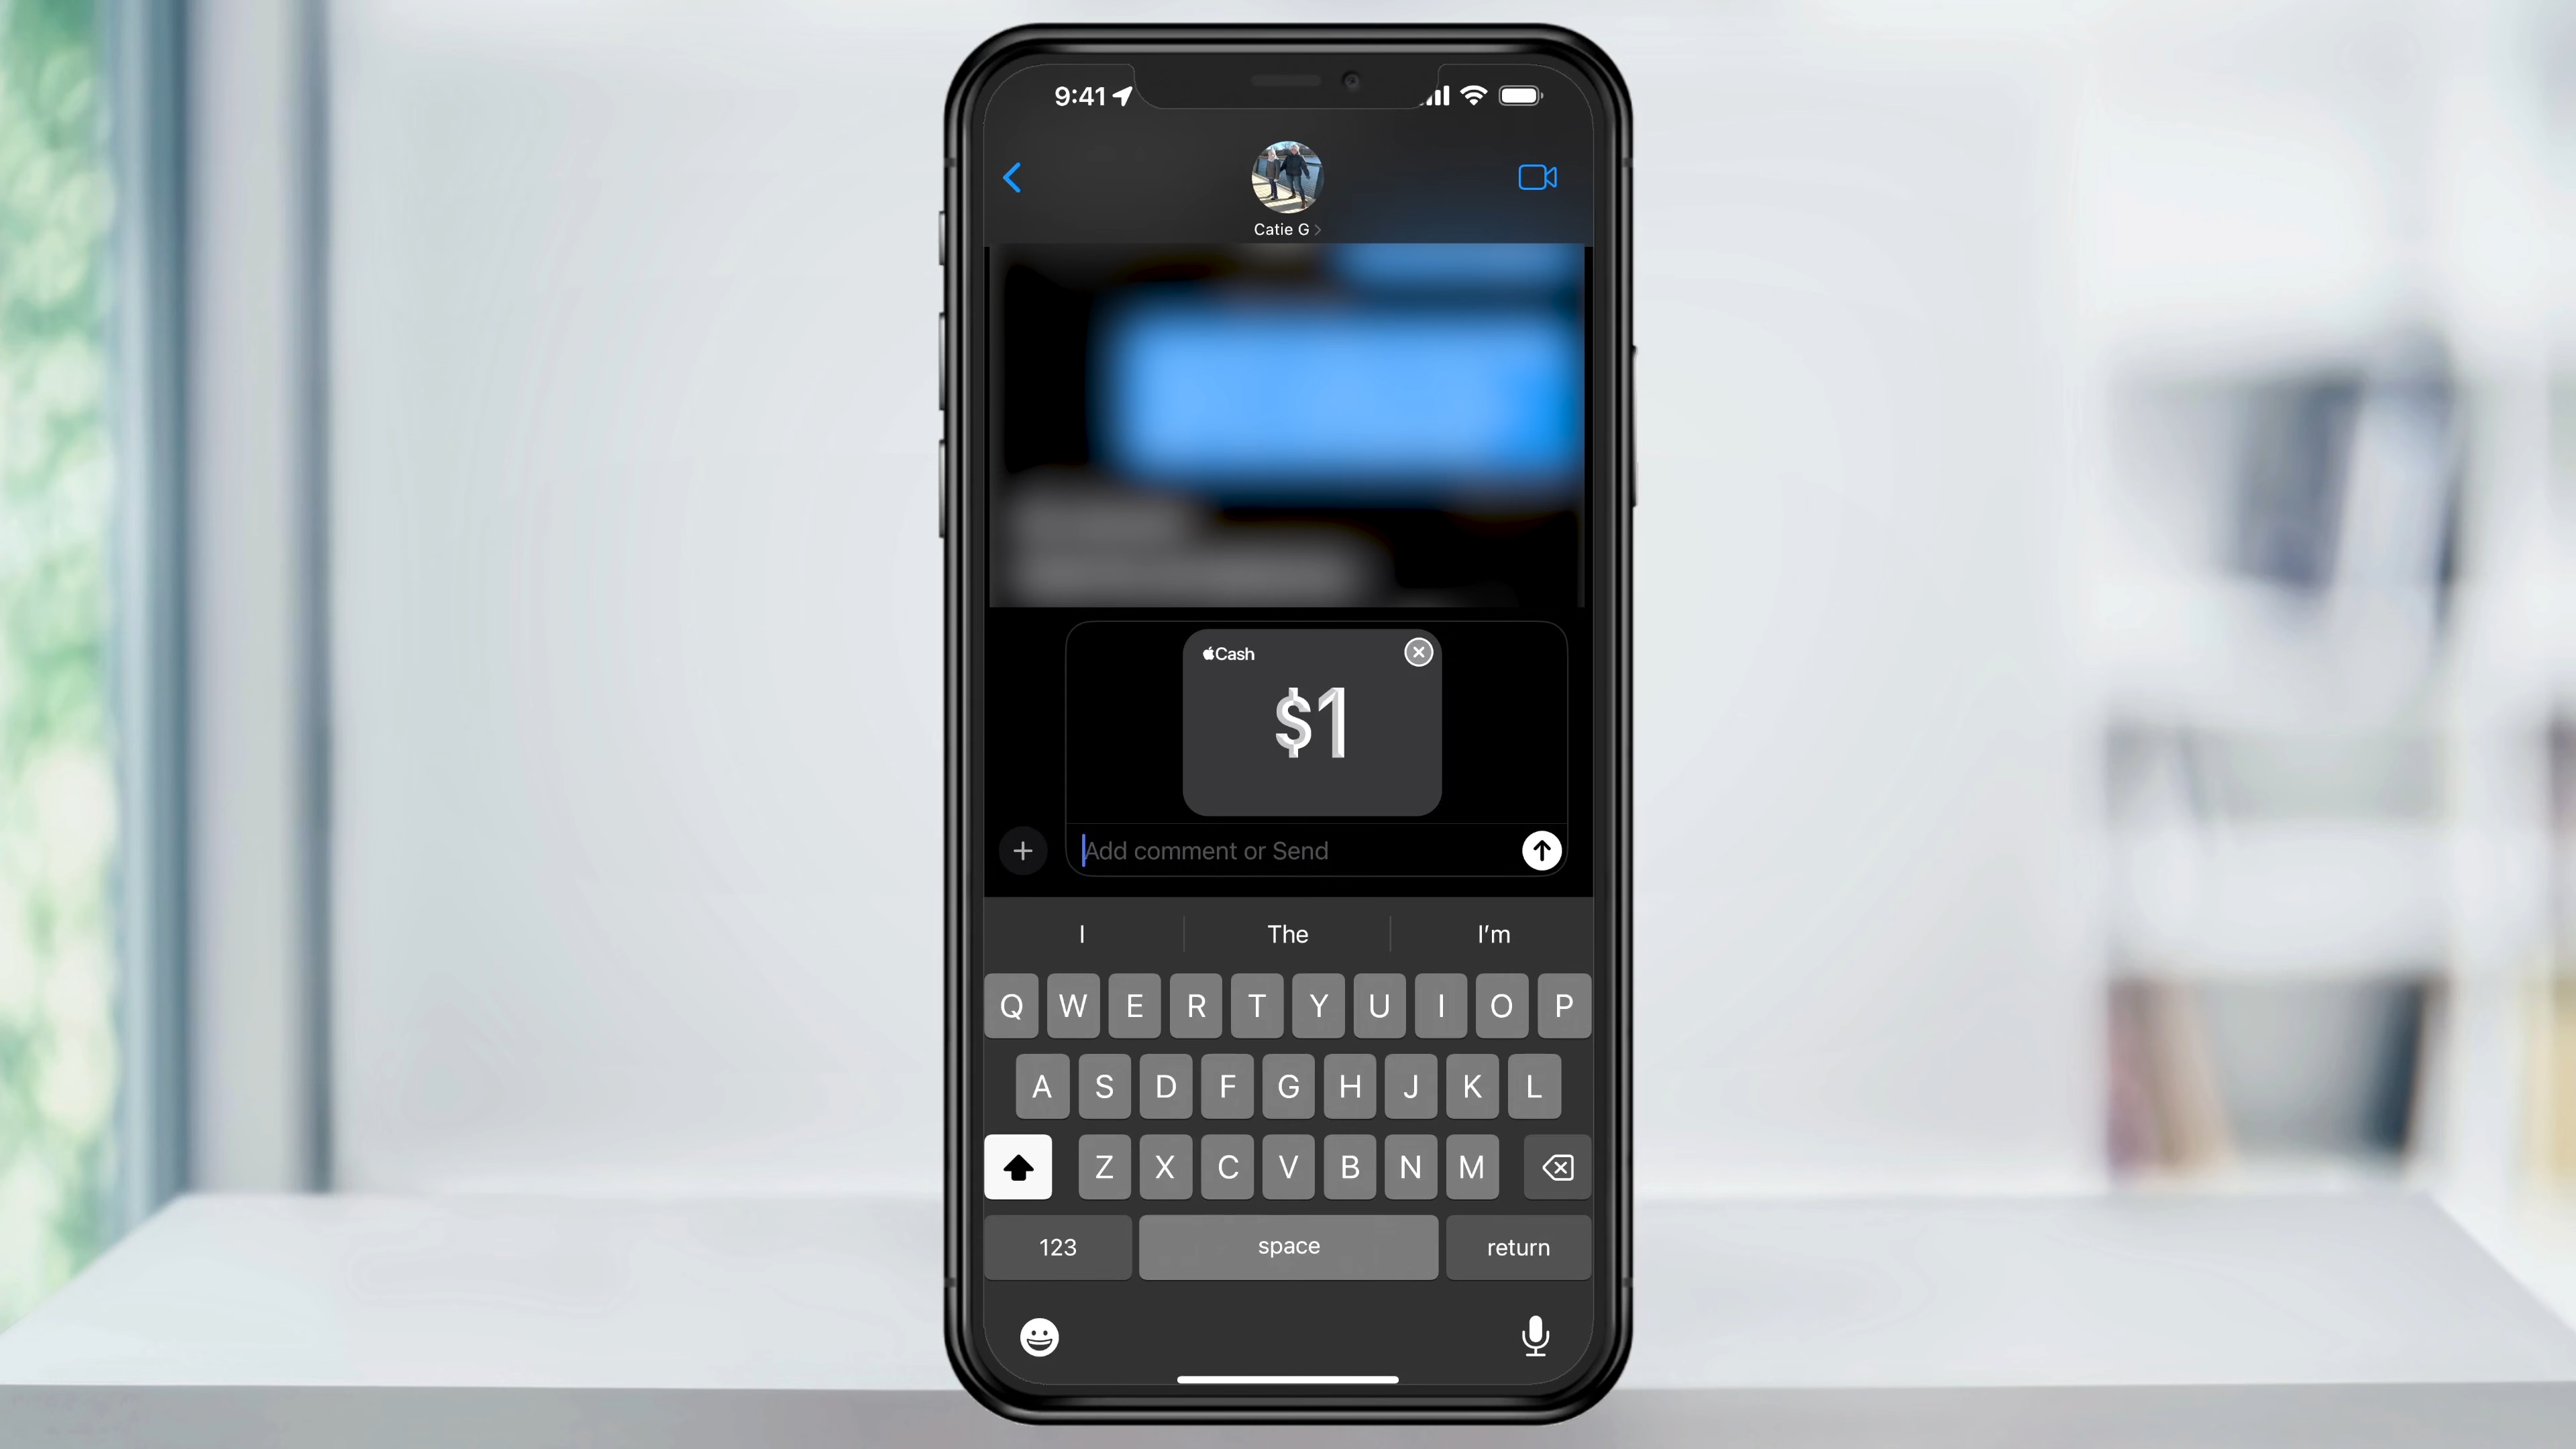 9:41
Catie G
Cash
$1
Add comment or Send
I The I'm
Q W E R T Y U I O P
A S D F G H J K L
Z X C V B N M
123 space return